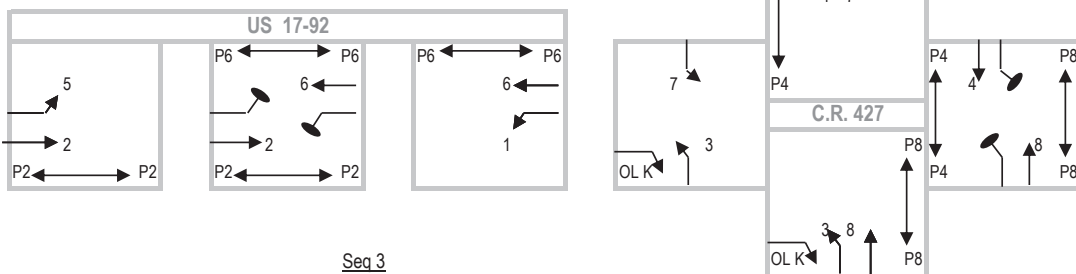 US 17-92
P6 P6 P6 P6
5 6 6
2 2 1
P2 P2 P2 P2
Seq 3
P4
7
3
OL K
C.R. 427
P8
3 8
OL K P8
P4 P8
4
8
P4 P8